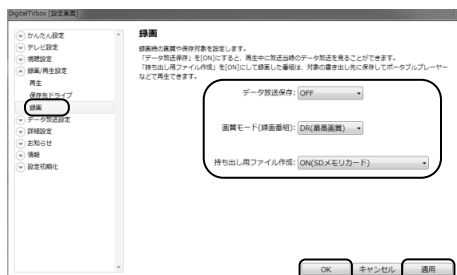 DigitalTVbox [設定画面]
かんたん設定
テレビ設定
視聴設定
録画/再生設定
再生
保存先ドライブ
録画
データ放送設定
詳細設定
お知らせ
情報
設定初期化
録画
録画時の画質や保存対象を設定します。
「データ放送保存」を[ON]にすると、再生中に放送当時のデータ放送を見ることができます。
「持ち出し用ファイル作成」を[ON]にして録画した番組は、対象の書き出し先に保存してポータブルプレーヤー
などで再生できます。
データ放送保存: OFF
画質モード(録画番組): DR(最高画質)
持ち出し用ファイル作成: ON(SDメモリカード)
OK キャンセル 適用